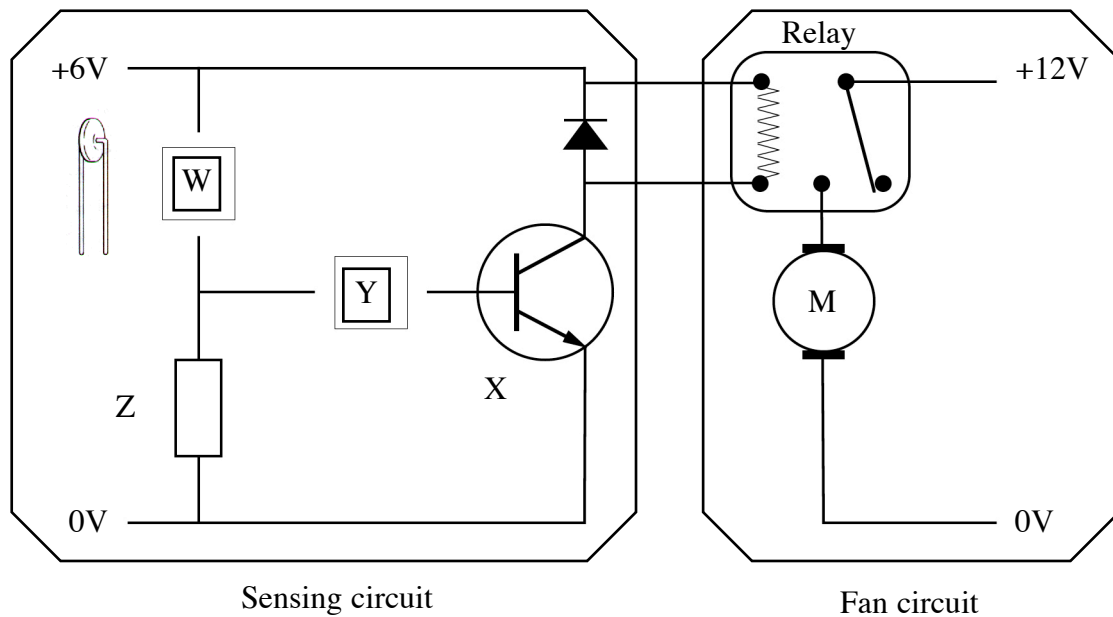 Relay
+6V
+12V
W
Y
M
X
Z
0V
0V
Sensing circuit
Fan circuit